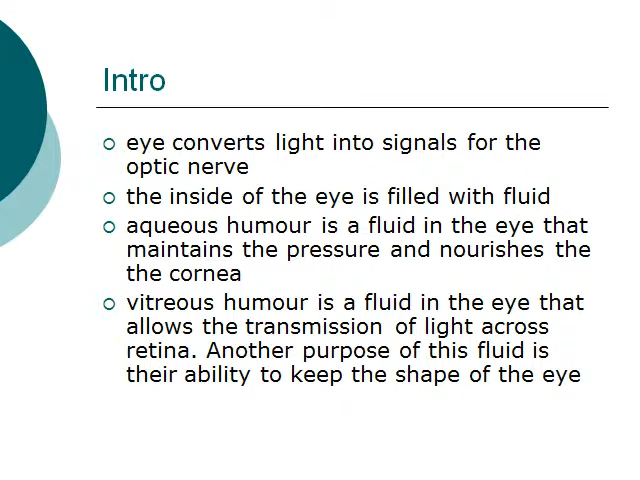 Intro
eye converts light into signals for the
optic nerve
the inside of the eye is filled with fluid
aqueous humour is a fluid in the eye that
maintains the pressure and nourishes the
the cornea
vitreous humour is a fluid in the eye that
allows the transmission of light across
retina. Another purpose of this fluid is
their ability to keep the shape of the eye